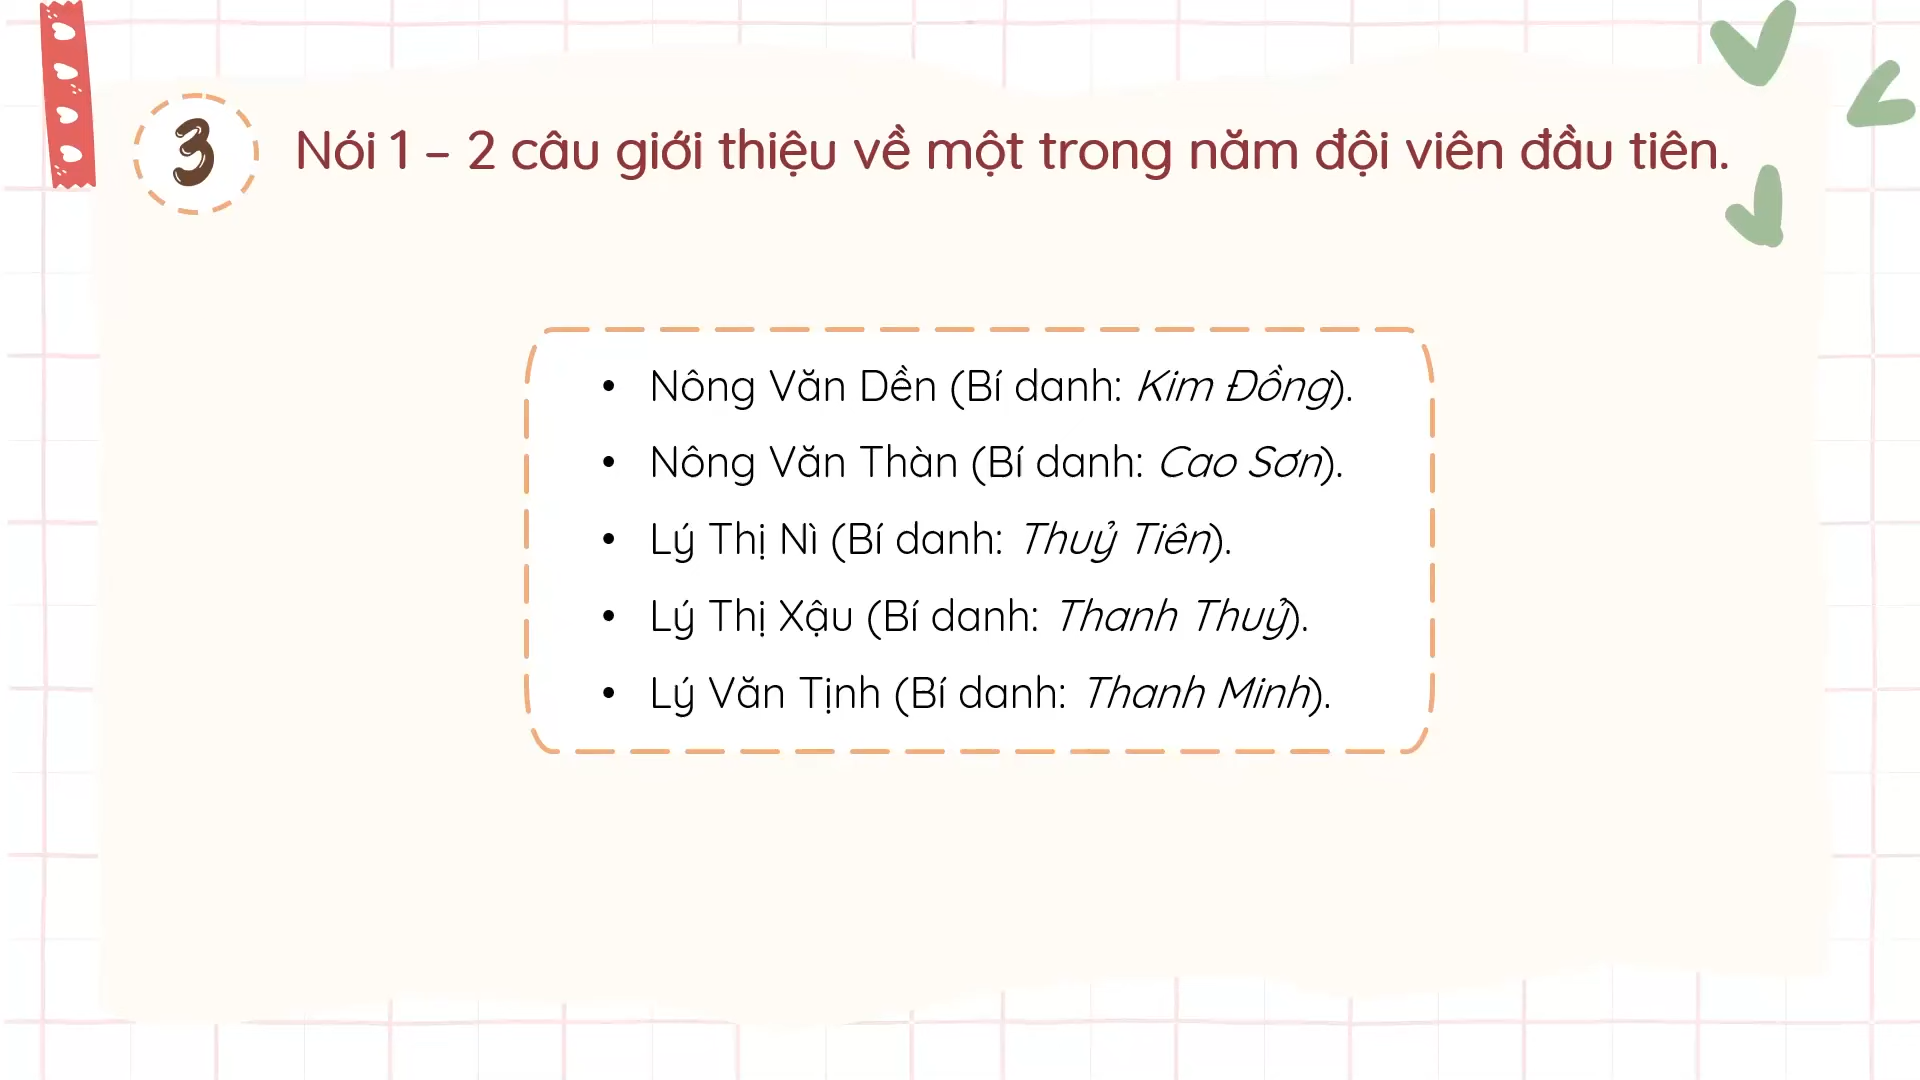 3
Nói 1 – 2 câu giới thiệu về một trong năm đội viên đầu tiên.
• Nông Văn Dền (Bí danh: Kim Đồng).
• Nông Văn Thàn (Bí danh: Cao Sơn).
• Lý Thị Nì (Bí danh: Thuỷ Tiên).
• Lý Thị Xậu (Bí danh: Thanh Thuỷ).
• Lý Văn Tịnh (Bí danh: Thanh Minh).